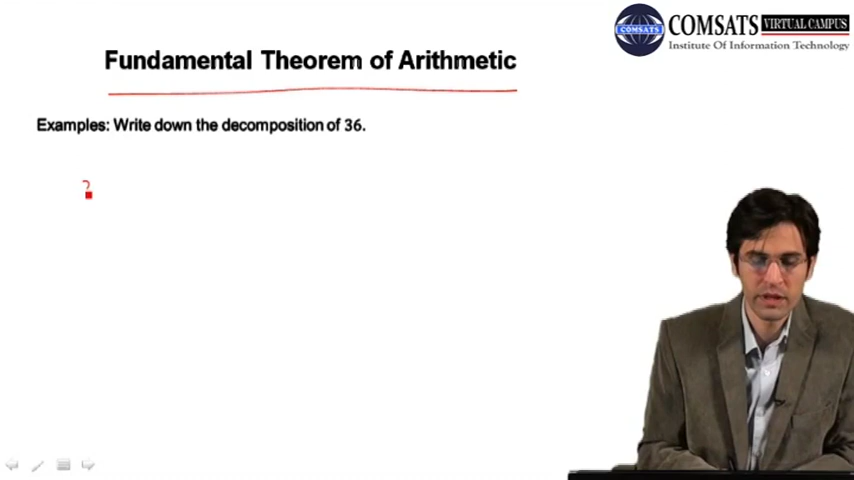 COMSATS VIRTUAL CAMPUS
COMSATS
Institute Of Information Technology
Fundamental Theorem of Arithmetic
Examples: Write down the decomposition of 36.